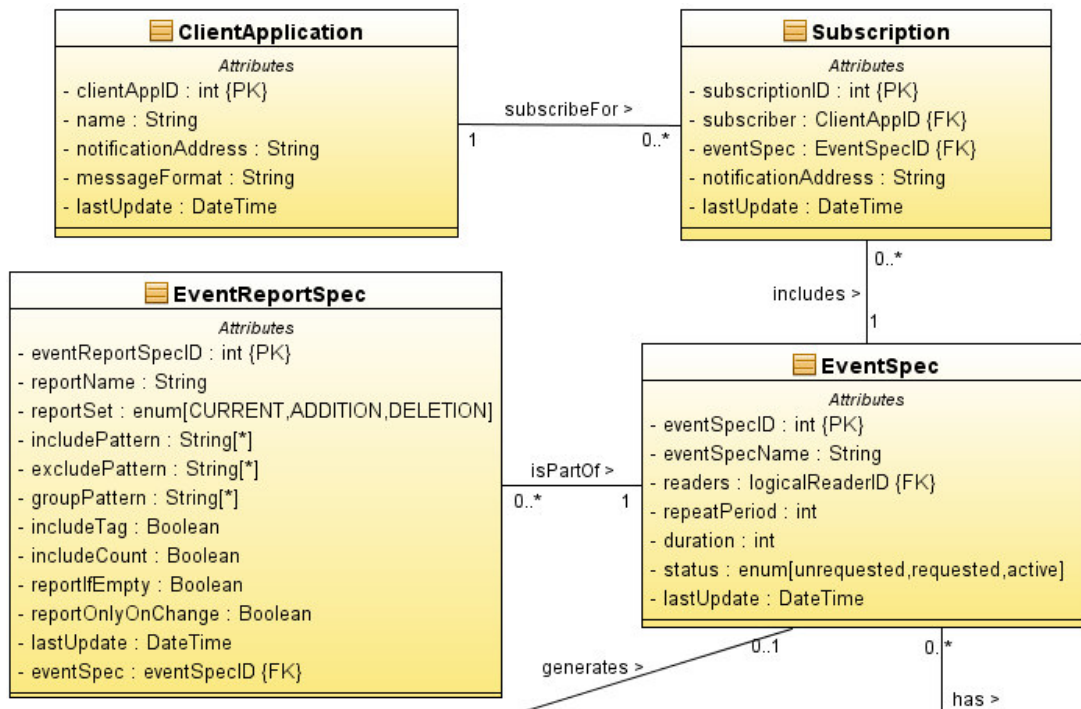 ClientApplication
Attributes
- clientAppID : int {PK}
- name : String
- notificationAddress : String
- messageFormat : String
- lastUpdate : DateTime
subscribeFor >
1
0..*
Subscription
Attributes
- subscriptionID : int {PK}
- subscriber : ClientAppID {FK}
- eventSpec : EventSpecID {FK}
- notificationAddress : String
- lastUpdate : DateTime
0..*
includes >
1
EventReportSpec
Attributes
- eventReportSpecID : int {PK}
- reportName : String
- reportSet : enum[CURRENT,ADDITION,DELETION]
- includePattern : String[*]
- excludePattern : String[*]
- groupPattern : String[*]
- includeTag : Boolean
- includeCount : Boolean
- reportIfEmpty : Boolean
- reportOnlyOnChange : Boolean
- lastUpdate : DateTime
- eventSpec : eventSpecID {FK}
isPartOf >
0..*
1
EventSpec
Attributes
- eventSpecID : int {PK}
- eventSpecName : String
- readers : logicalReaderID {FK}
- repeatPeriod : int
- duration : int
- status : enum[unrequested,requested,active]
- lastUpdate : DateTime
0..1
0..*
generates >
has >